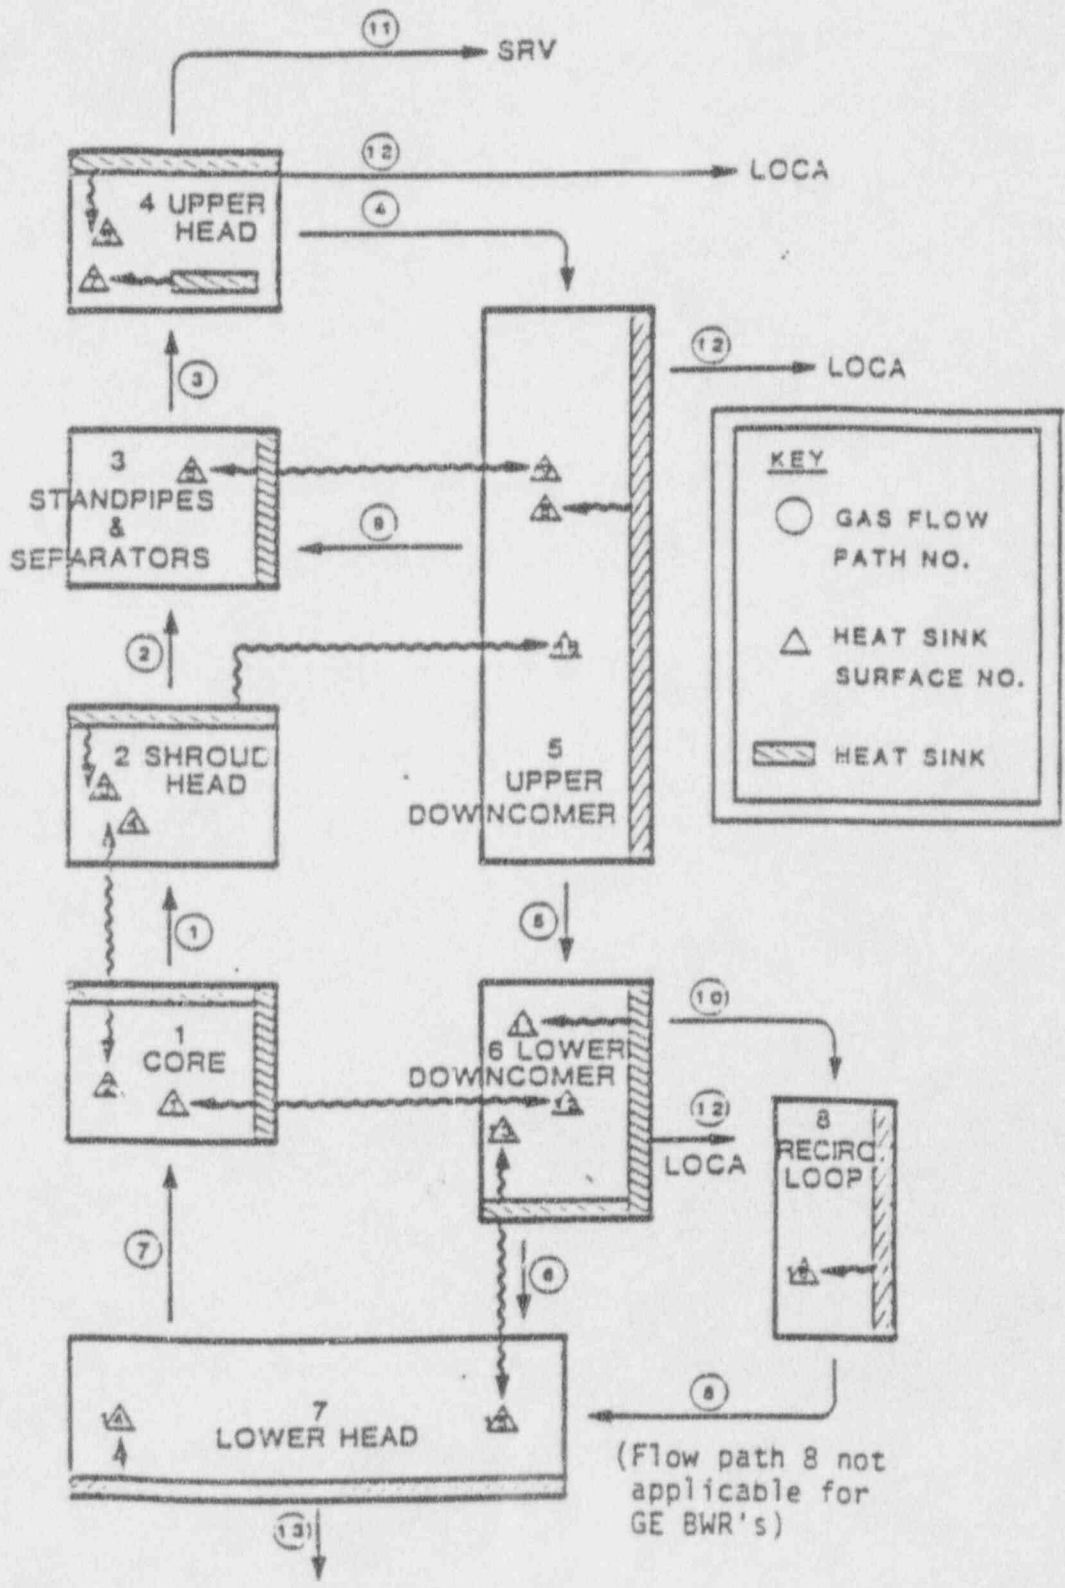 11
SRV
12
LOCA
4
4 UPPER
HEAD
12
LOCA
3
3
STANDPIPES
&
SEPARATORS
9
KEY
GAS FLOW
PATH NO.
HEAT SINK
SURFACE NO.
HEAT SINK
2
2 SHROUD
HEAD
5
UPPER
DOWNCOMER
1
5
10
1
CORE
2
1
6 LOWER
DOWNCOMER
12
LOCA
8
RECIRC.
LOOP
7
6
8
7
LOWER HEAD
(Flow path 8 not
applicable for
GE BWR's)
13